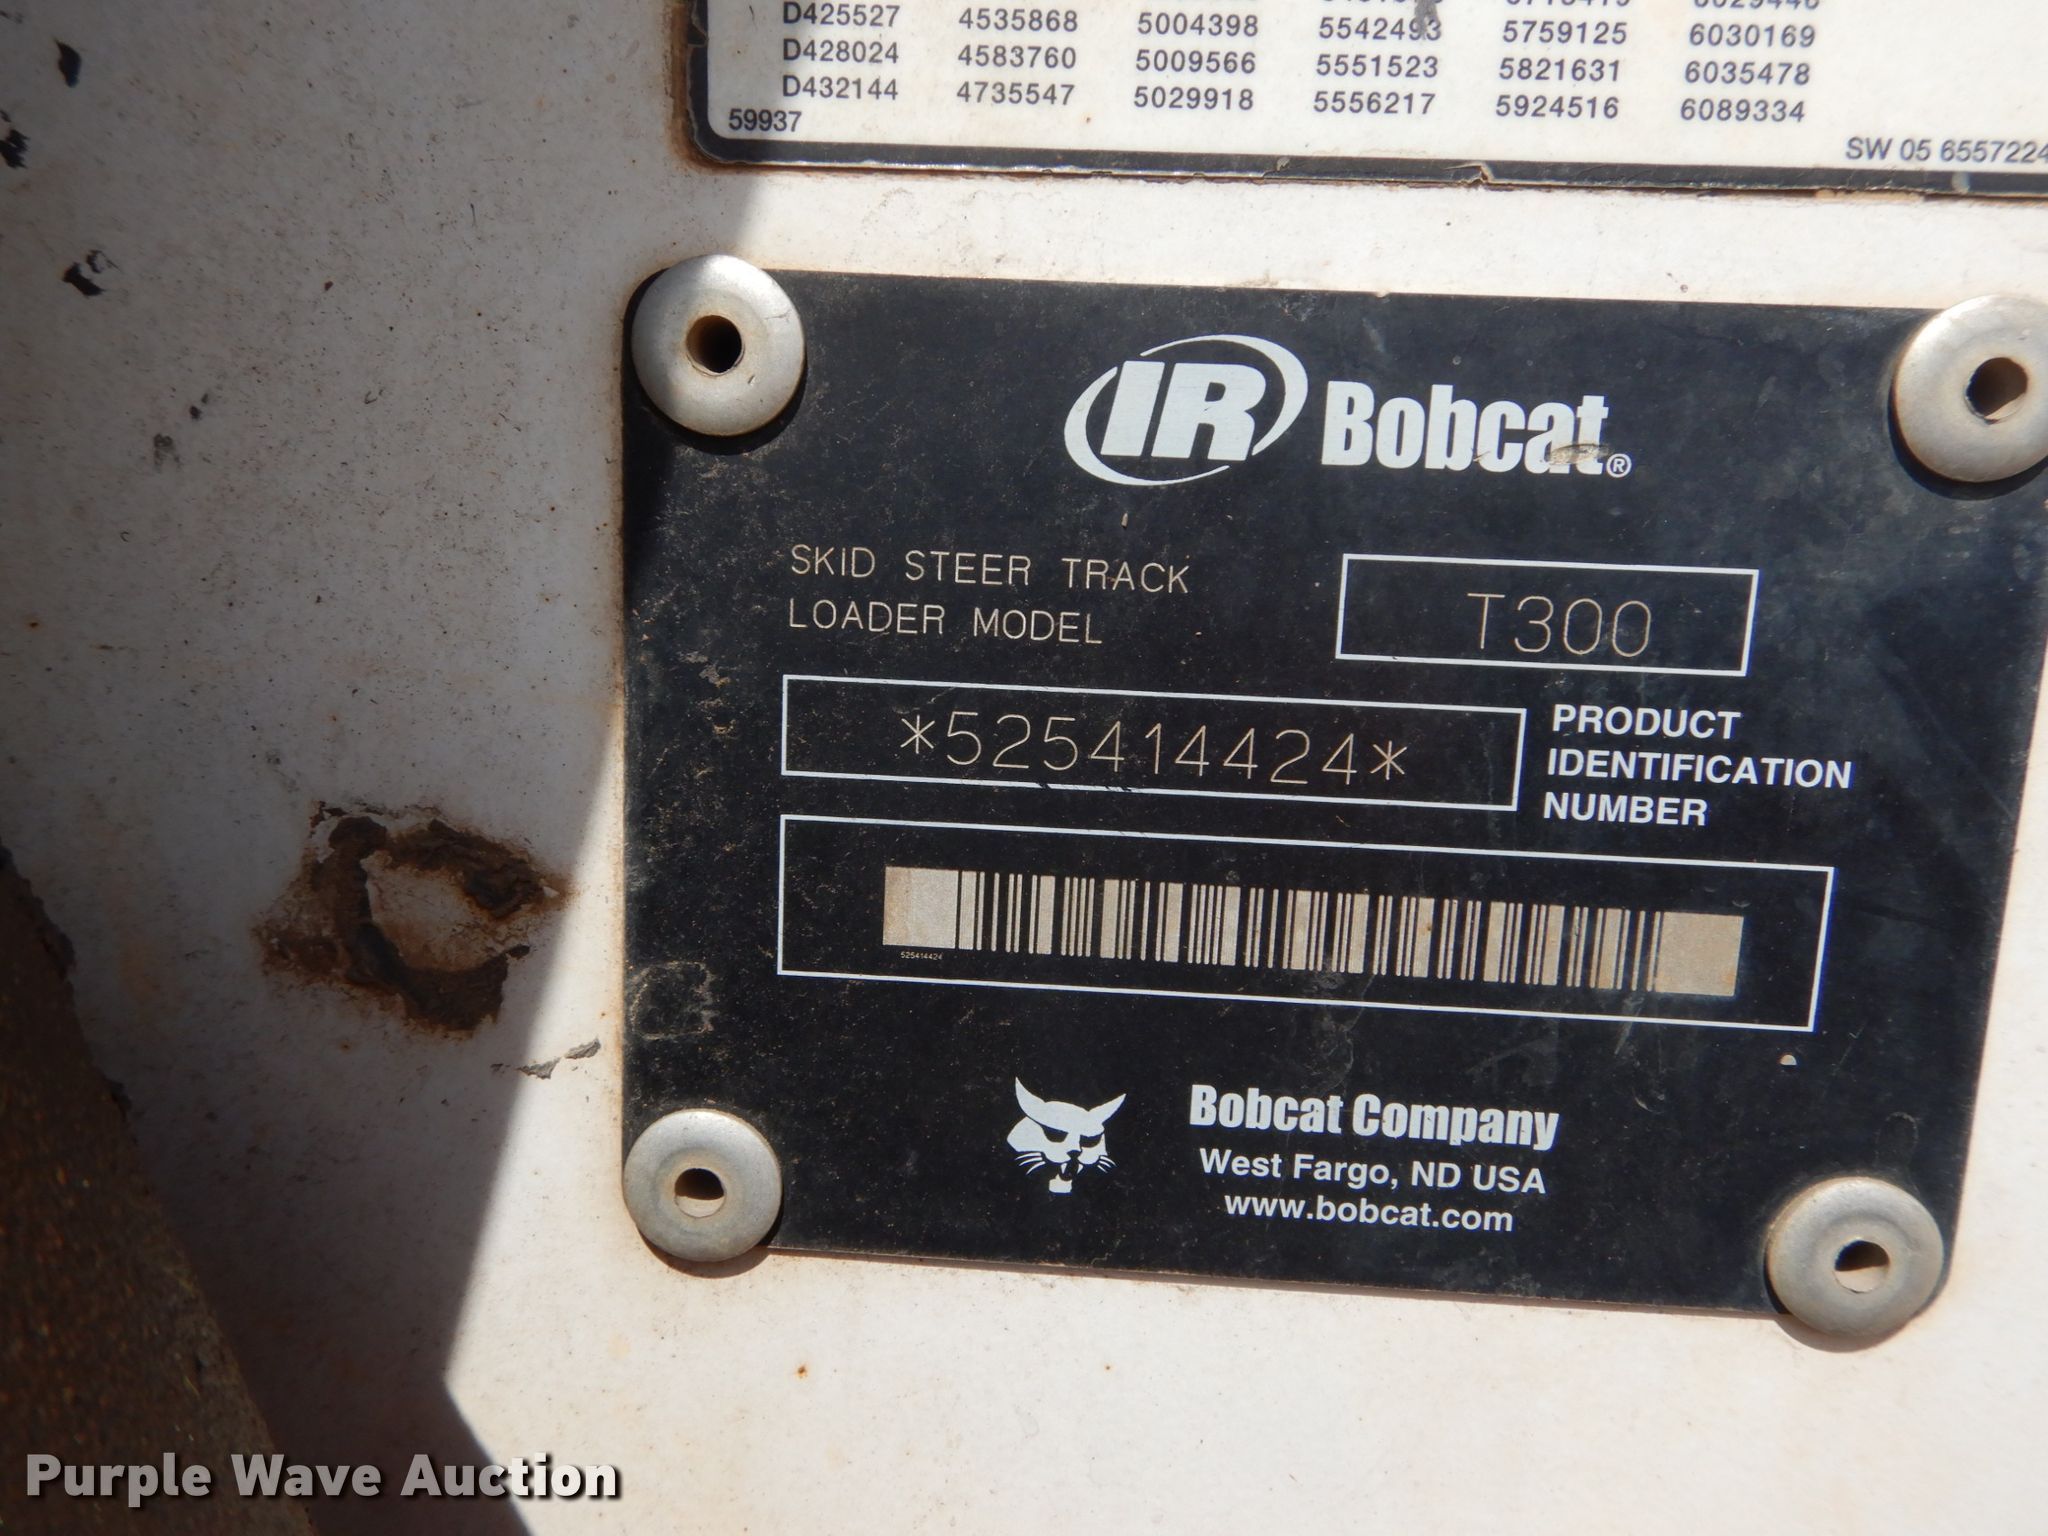 D425527 4535868 5004398 5542493 5759125 6030169
D428024 4583760 5009566 5551523 5821631 6035478
D432144 4735547 5029918 5556217 5924516 6089334
59937
SW 05 6557224
IR Bobcat®
SKID STEER TRACK
LOADER MODEL
T300
*525414424*
PRODUCT
IDENTIFICATION
NUMBER
525414424
Bobcat Company
West Fargo, ND USA
www.bobcat.com
Purple Wave Auction